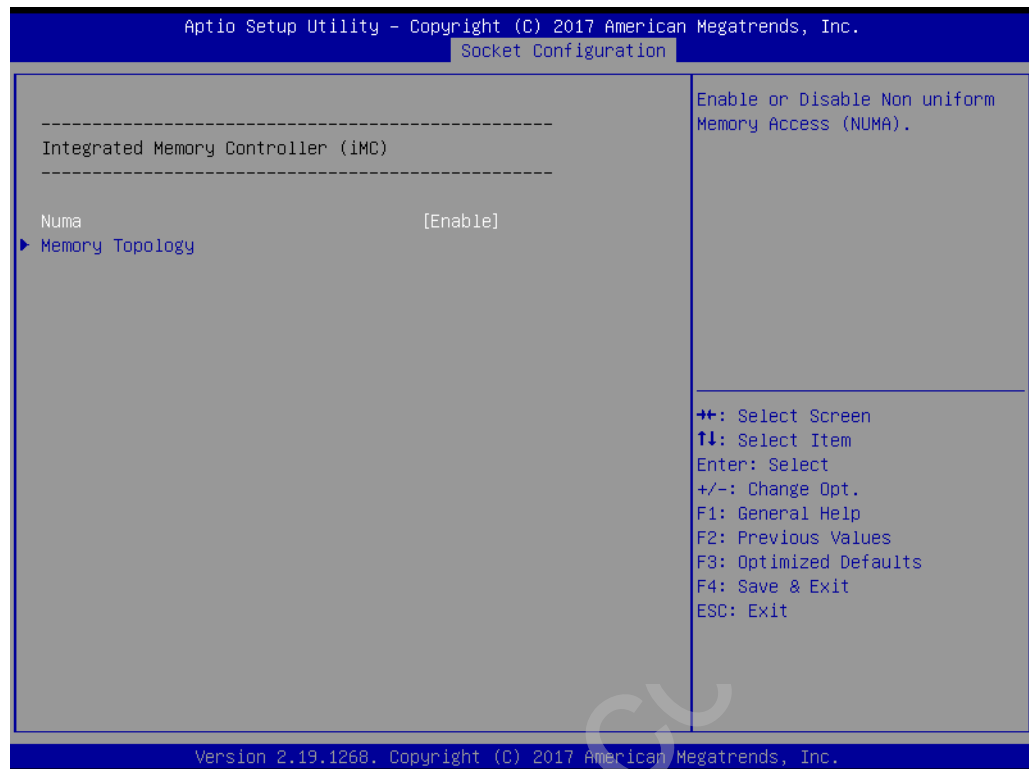 Aptio Setup Utility – Copyright (C) 2017 American Megatrends, Inc.
Socket Configuration
--------------------------------------------------
Integrated Memory Controller (iMC)
--------------------------------------------------
Numa [Enable]
Memory Topology
Enable or Disable Non uniform
Memory Access (NUMA).
→←: Select Screen
↑↓: Select Item
Enter: Select
+/-: Change Opt.
F1: General Help
F2: Previous Values
F3: Optimized Defaults
F4: Save & Exit
ESC: Exit
Version 2.19.1268. Copyright (C) 2017 American Megatrends, Inc.